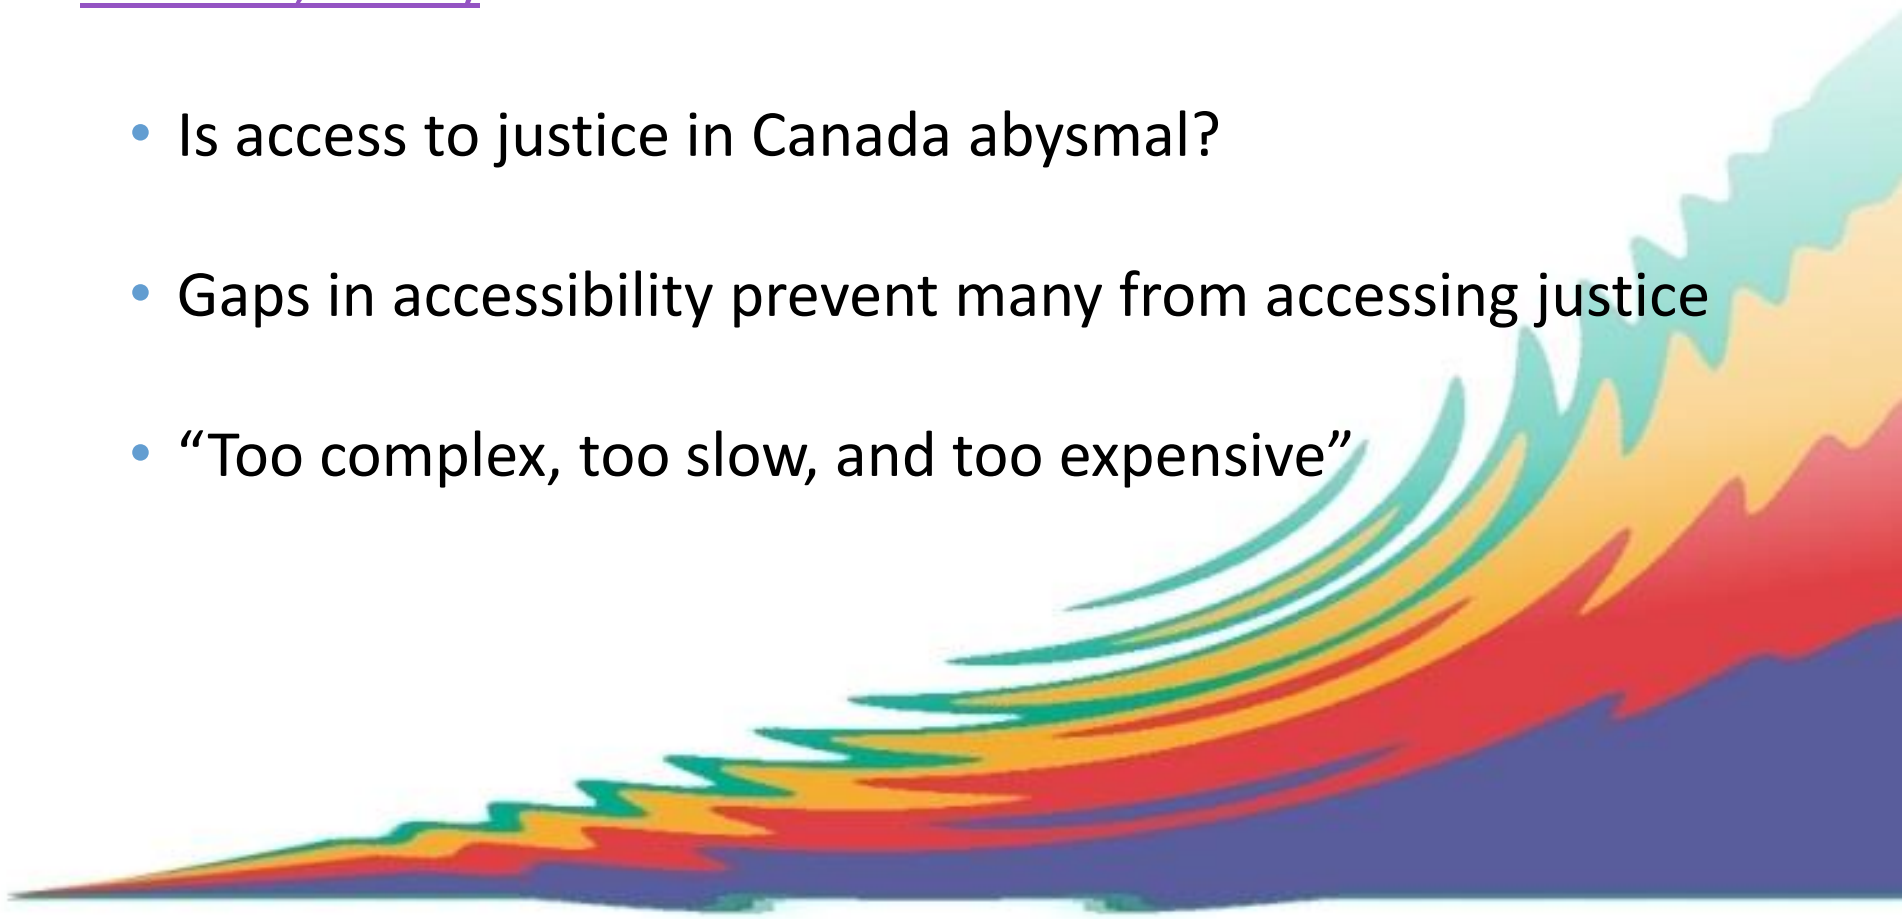 • Is access to justice in Canada abysmal?
• Gaps in accessibility prevent many from accessing justice
• “Too complex, too slow, and too expensive”